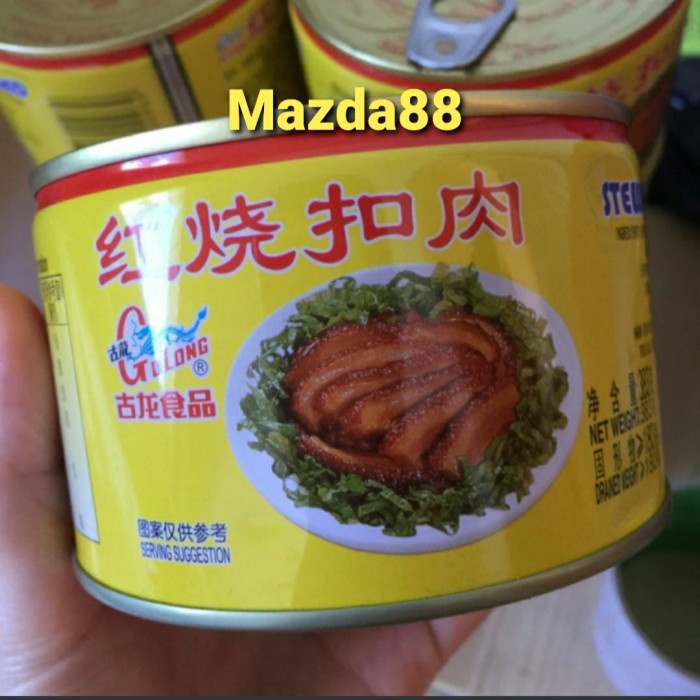 Mazda88
红烧扣肉
古龍
GULONG®
古龙食品
图案仅供参考
SERVING SUGGESTION
净含量
NET WEIGHT
固形物
DRAINED WEIGHT